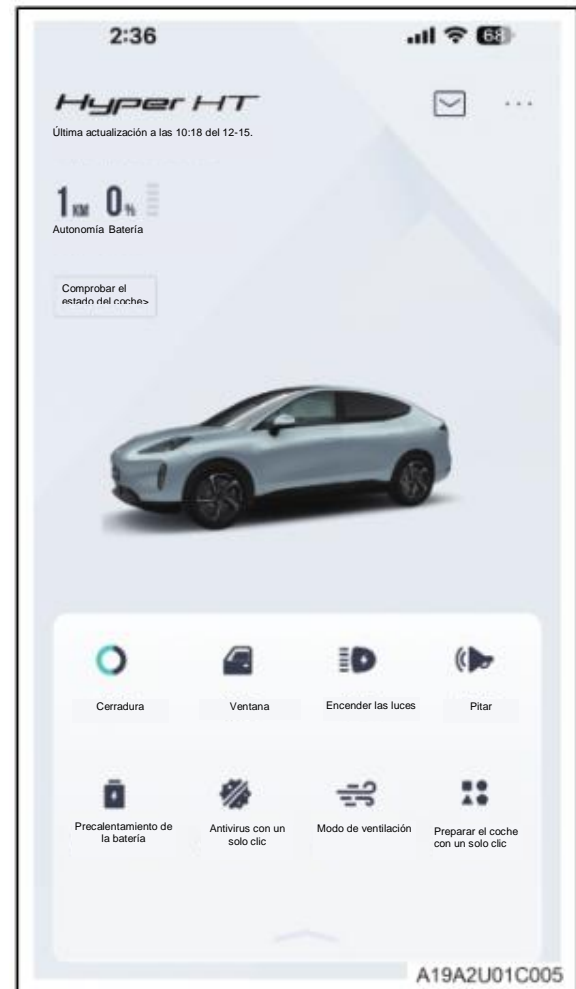 2:36
68
Hyper HT
Última actualización a las 10:18 del 12-15.
1 KM 0%
Autonomía Batería
Comprobar el
estado del coche>
Cerradura
Ventana
Encender las luces
Pitar
Precalentamiento de
la batería
Antivirus con un
solo clic
Modo de ventilación
Preparar el coche
con un solo clic
A19A2U01C005